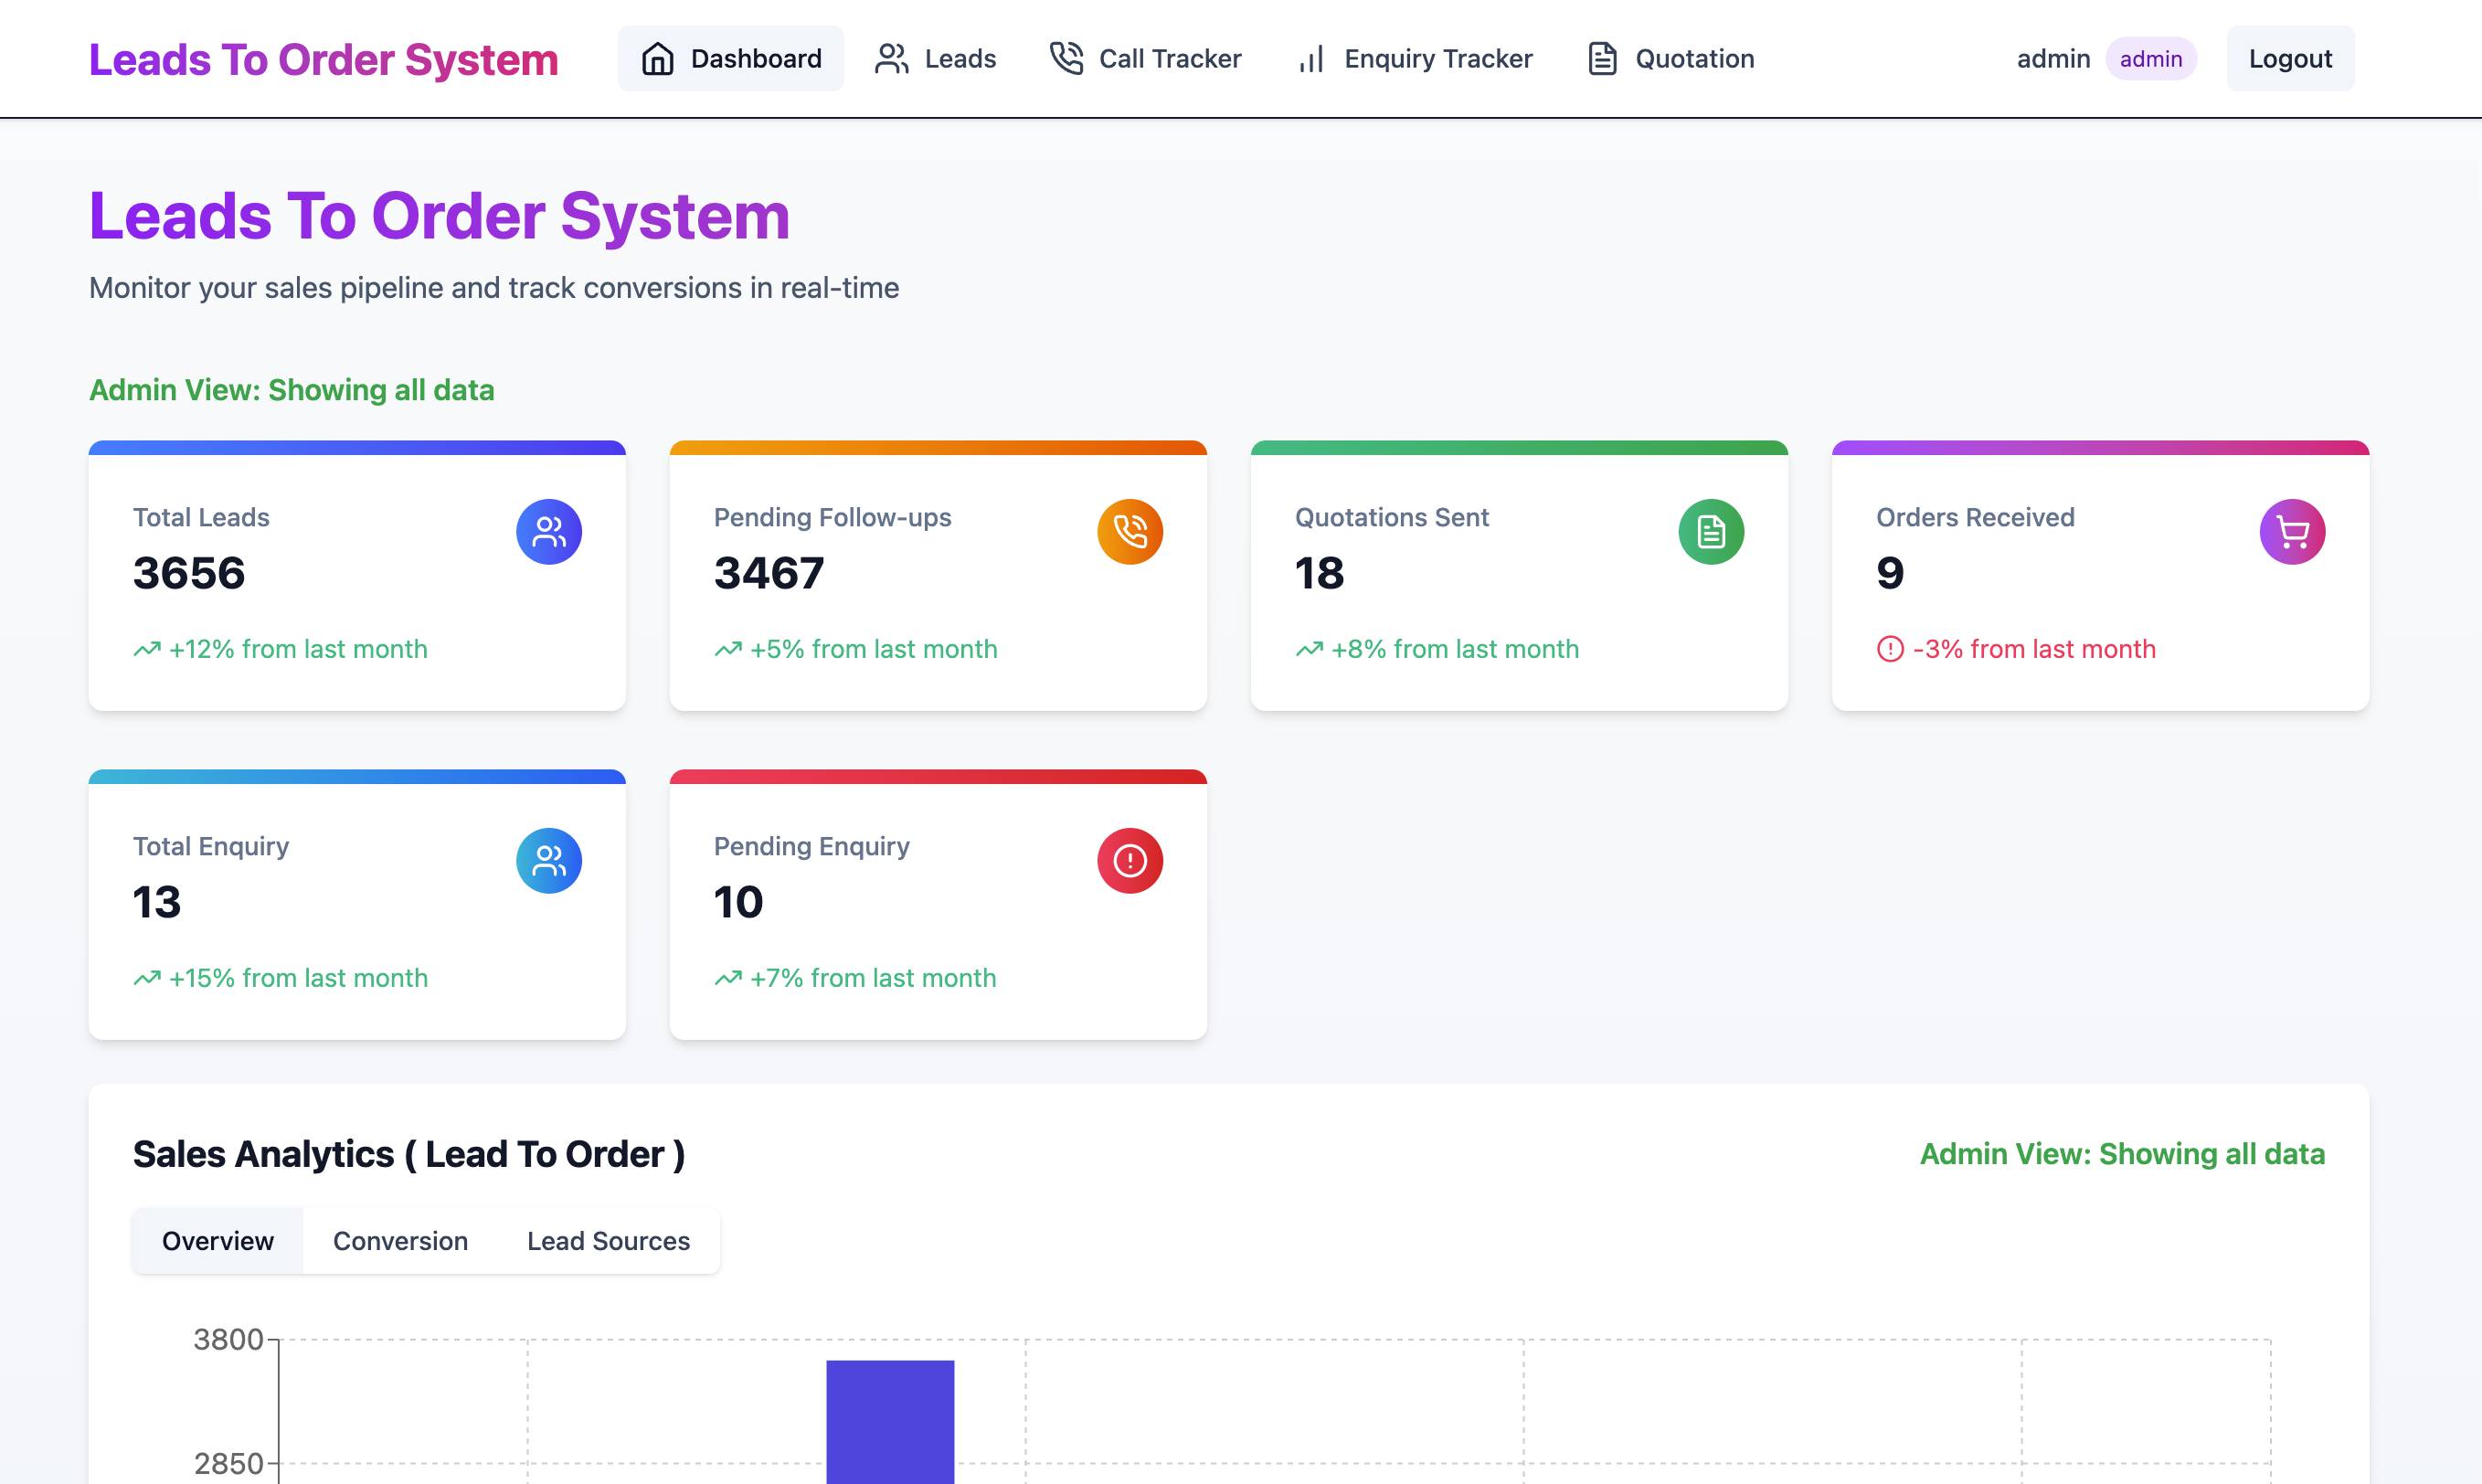 Leads To Order System
Dashboard
Leads
Call Tracker
Enquiry Tracker
Quotation
admin
admin
Logout
Leads To Order System
Monitor your sales pipeline and track conversions in real-time
Admin View: Showing all data
Total Leads
3656
+12% from last month
Pending Follow-ups
3467
+5% from last month
Quotations Sent
18
+8% from last month
Orders Received
9
-3% from last month
Total Enquiry
13
+15% from last month
Pending Enquiry
10
+7% from last month
Sales Analytics ( Lead To Order )
Admin View: Showing all data
Overview
Conversion
Lead Sources
3800
2850